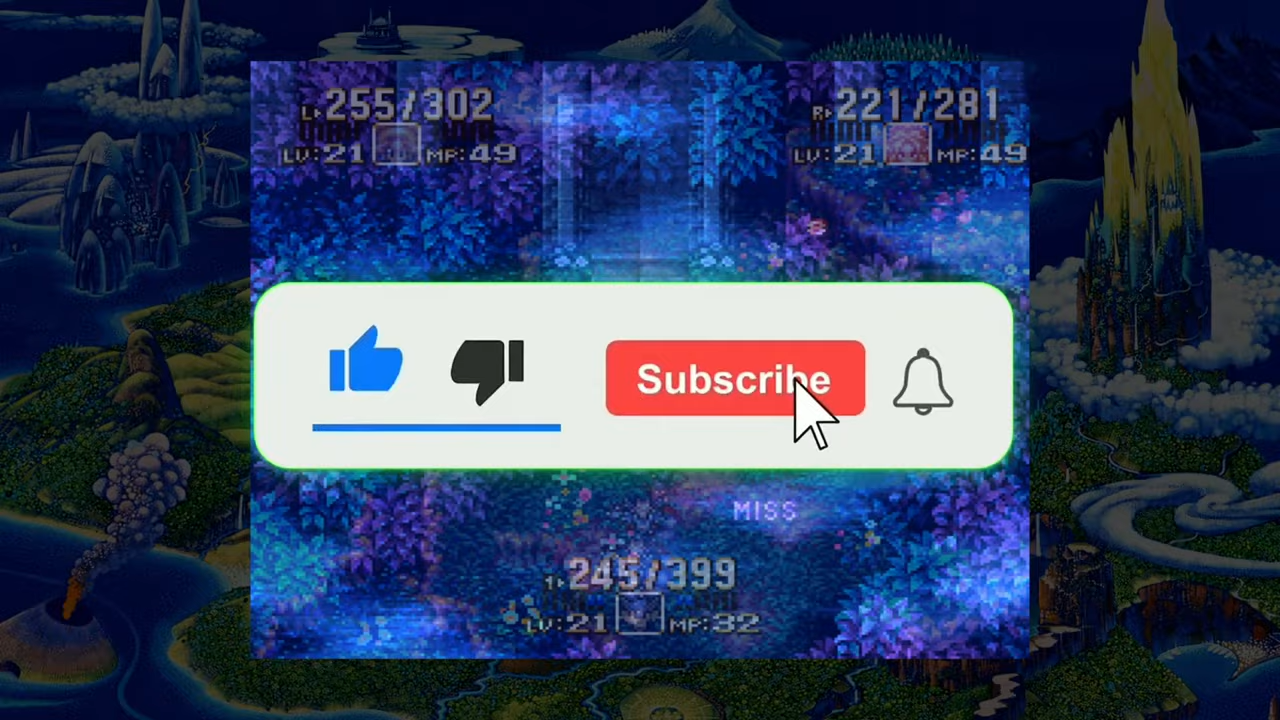 L▸255/302
LV:21 MP:49
R▸221/281
LV:21 MP:49
Subscribe
MISS
1▸245/399
LV:21 MP:32